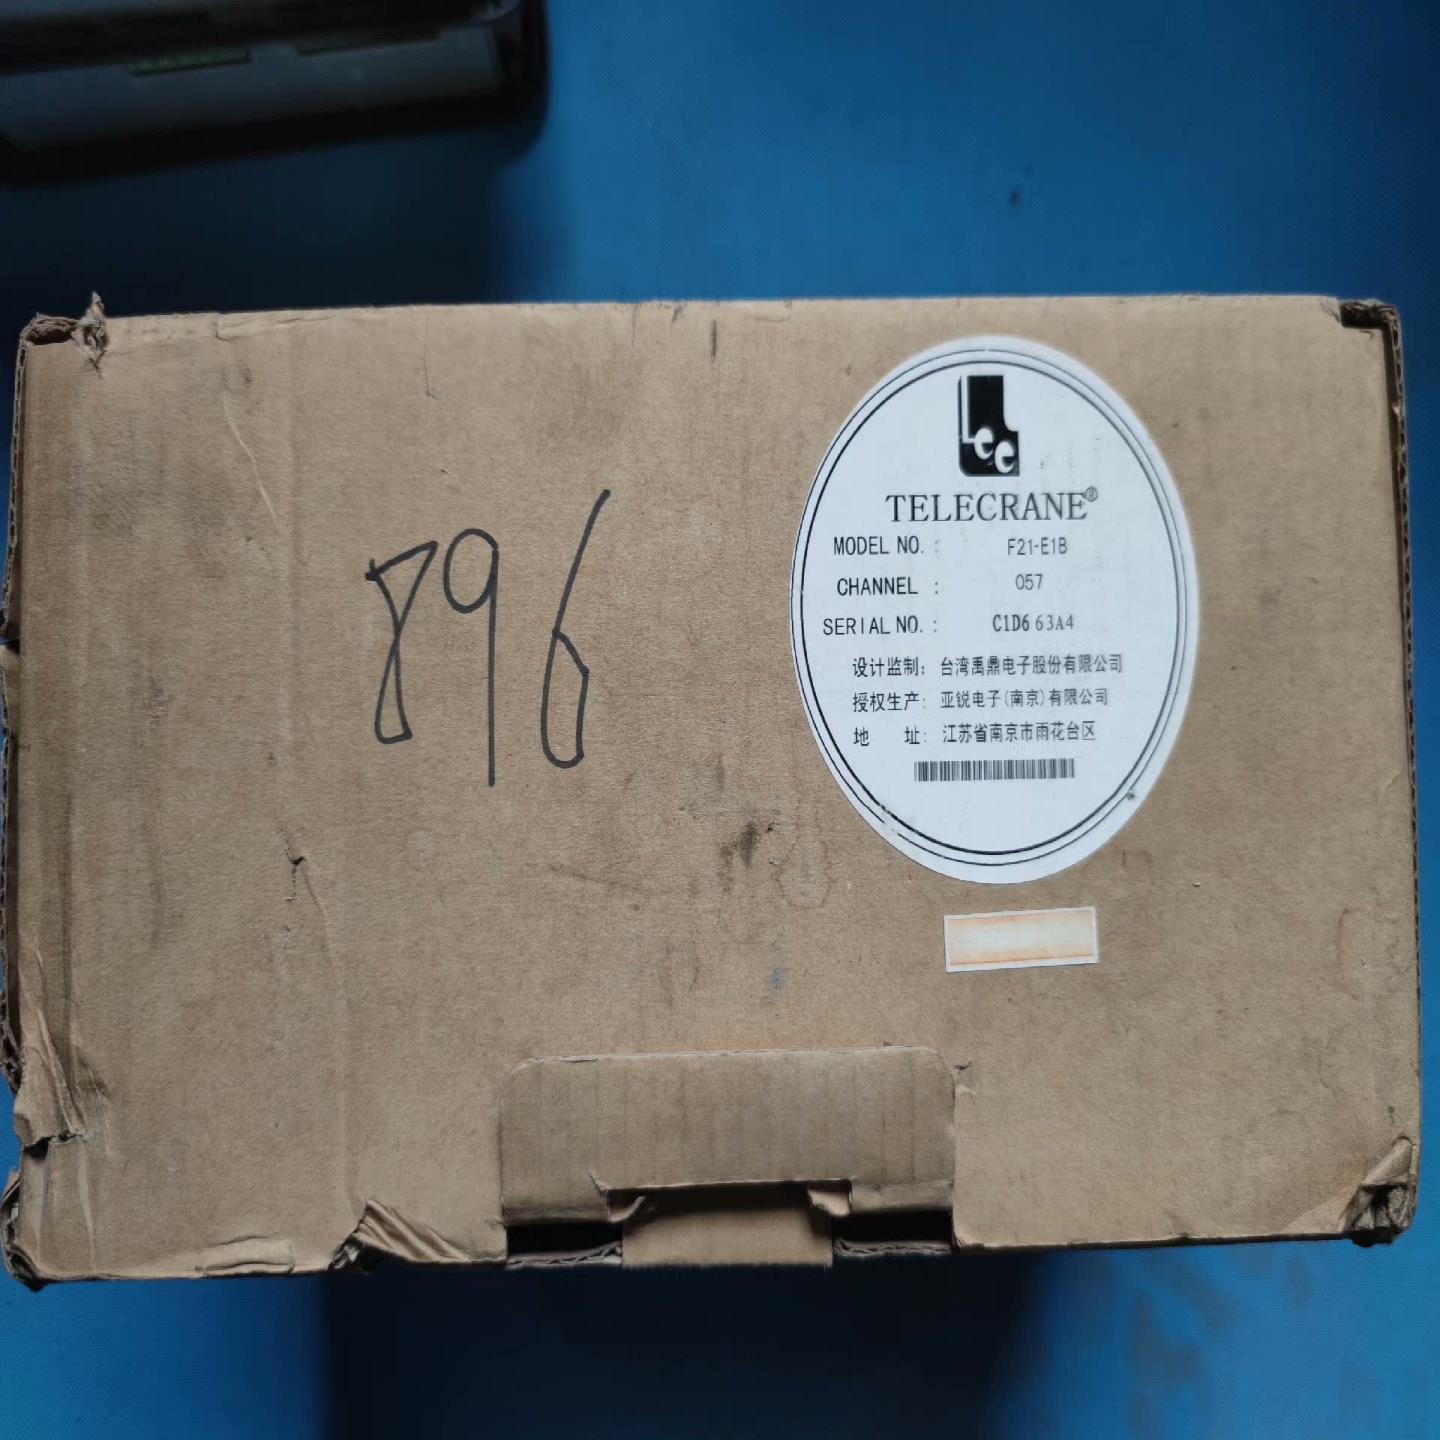 896
Lee
TELECRANE®
MODEL NO. : F21-E1B
CHANNEL : 057
SERIAL NO. : C1D6 63A4
设计监制: 台湾禹鼎电子股份有限公司
授权生产: 亚锐电子(南京)有限公司
地 址: 江苏省南京市雨花台区